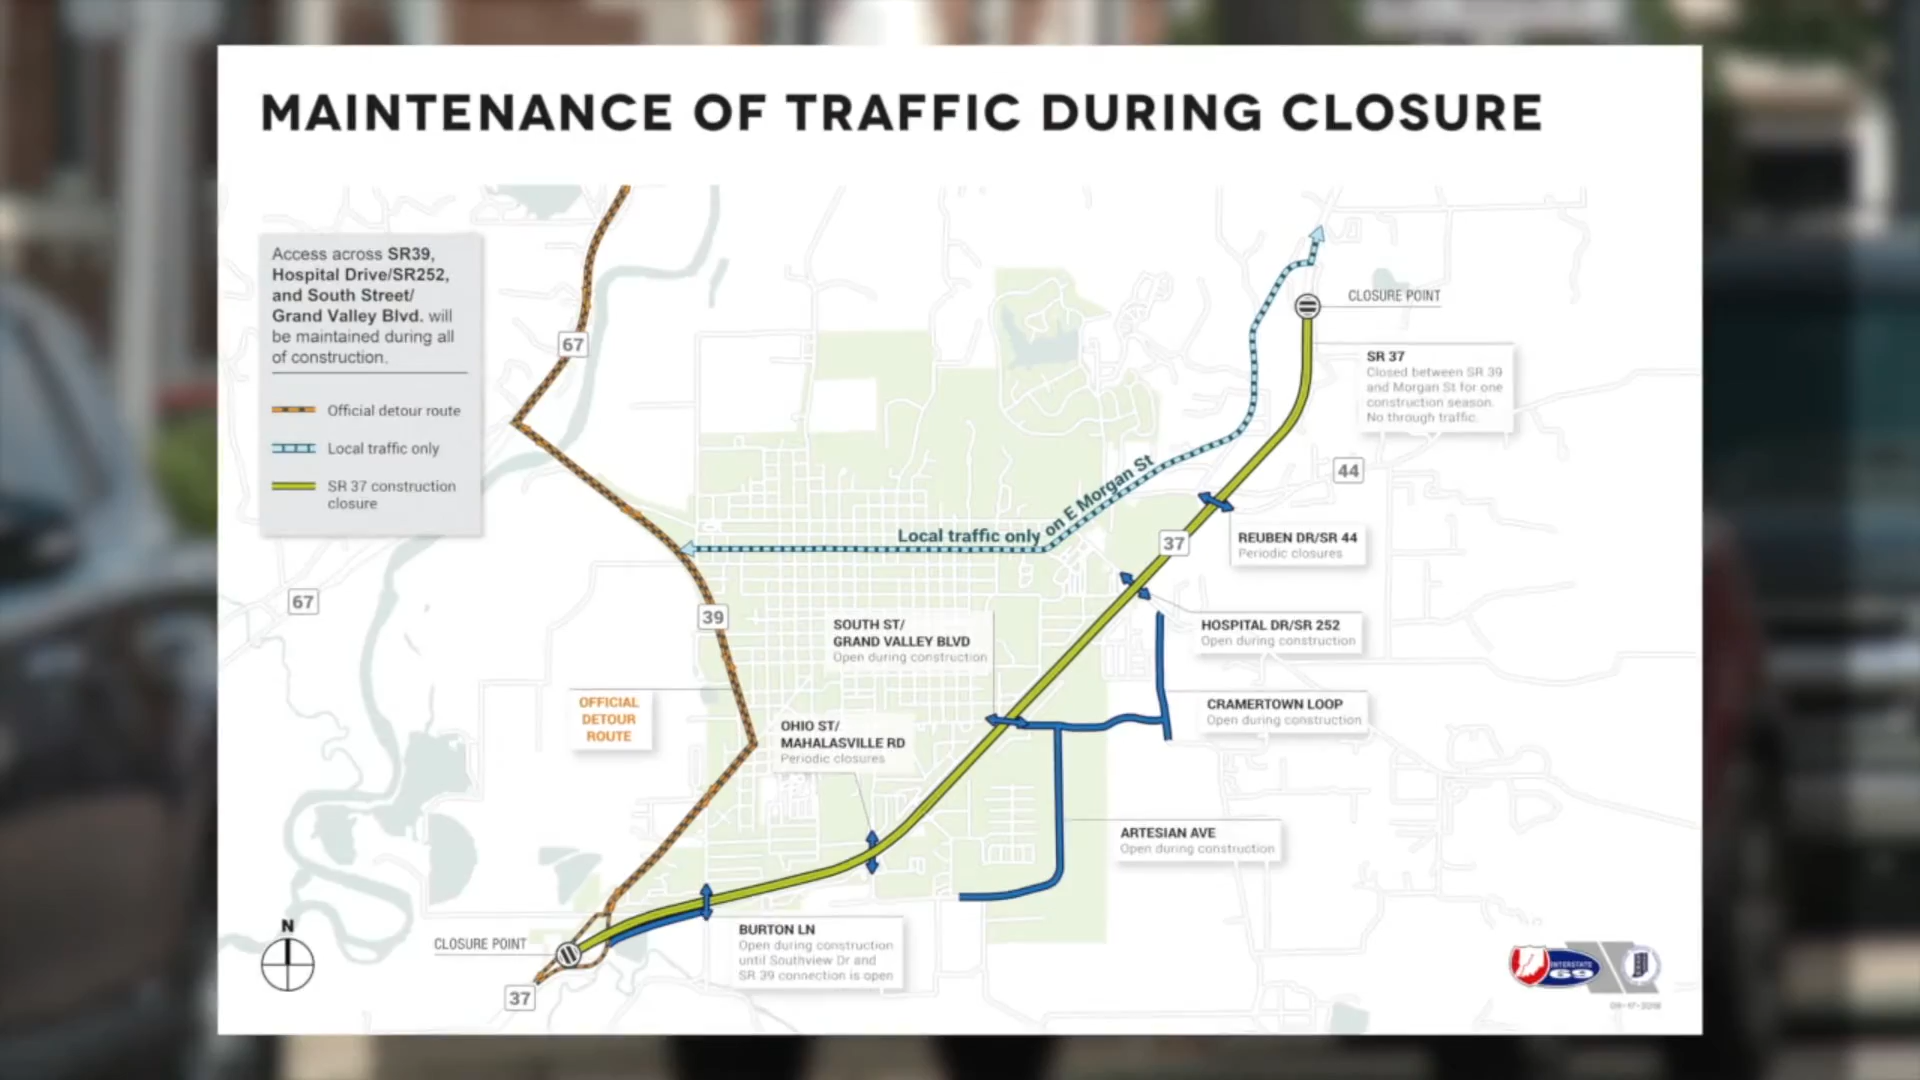 MAINTENANCE OF TRAFFIC DURING CLOSURE
Access across SR39,
Hospital Drive/SR252,
and South Street/
Grand Valley Blvd. will
be maintained during all
of construction.
Official detour route
Local traffic only
SR 37 construction
closure
67
67
39
CLOSURE POINT
SR 37
Closed between SR 39
and Morgan St for one
construction season.
No through traffic.
44
Local traffic only on E Morgan St
37
REUBEN DR/SR 44
Periodic closures
SOUTH ST/
GRAND VALLEY BLVD
Open during construction
HOSPITAL DR/SR 252
Open during construction
OFFICIAL
DETOUR
ROUTE
OHIO ST/
MAHALASVILLE RD
Periodic closures
CRAMERTOWN LOOP
Open during construction
ARTESIAN AVE
Open during construction
BURTON LN
Open during construction
until Southview Dr and
SR 39 connection is open
CLOSURE POINT
37
N
INTERSTATE
69